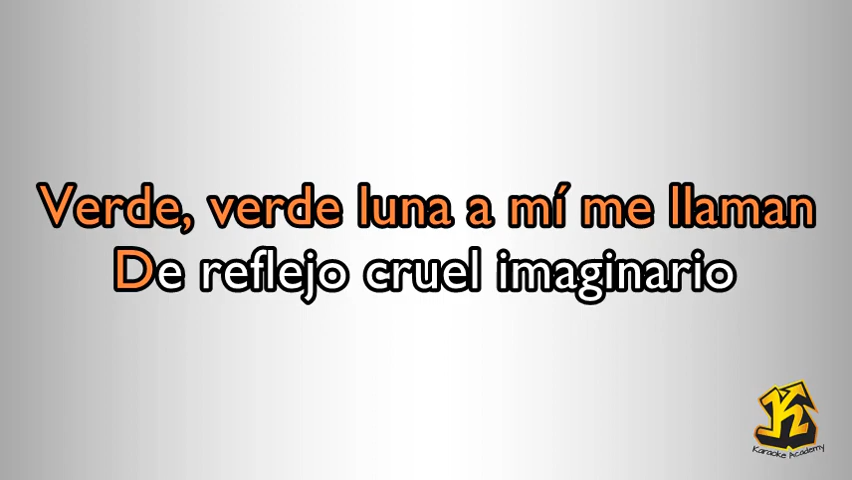 Verde, verde luna a mí me llaman
De reflejo cruel imaginario
K
Karaoke Academy